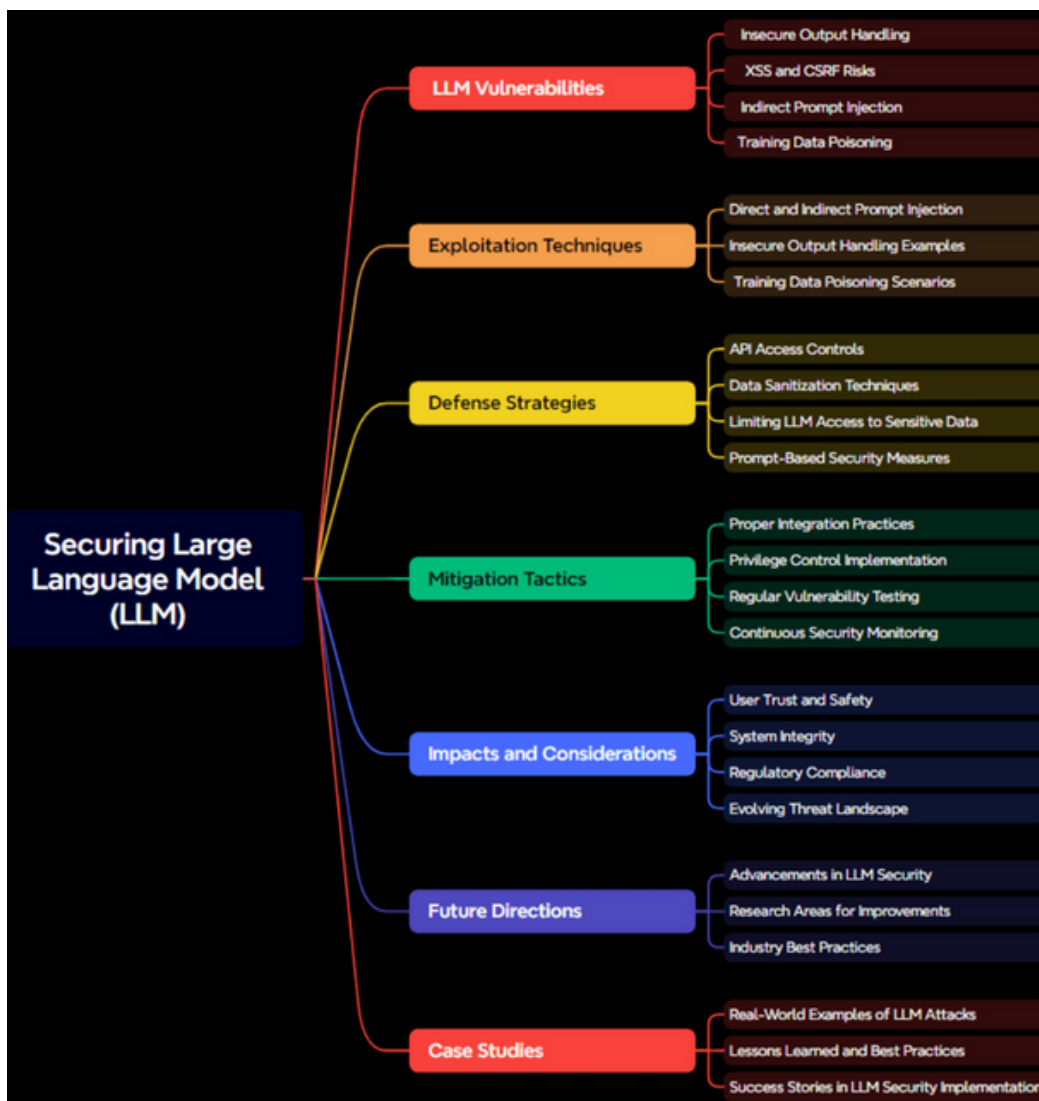 Securing Large
Language Model
(LLM)
LLM Vulnerabilities
Insecure Output Handling
XSS and CSRF Risks
Indirect Prompt Injection
Training Data Poisoning
Exploitation Techniques
Direct and Indirect Prompt Injection
Insecure Output Handling Examples
Training Data Poisoning Scenarios
Defense Strategies
API Access Controls
Data Sanitization Techniques
Limiting LLM Access to Sensitive Data
Prompt-Based Security Measures
Mitigation Tactics
Proper Integration Practices
Privilege Control Implementation
Regular Vulnerability Testing
Continuous Security Monitoring
Impacts and Considerations
User Trust and Safety
System Integrity
Regulatory Compliance
Evolving Threat Landscape
Future Directions
Advancements in LLM Security
Research Areas for Improvements
Industry Best Practices
Case Studies
Real-World Examples of LLM Attacks
Lessons Learned and Best Practices
Success Stories in LLM Security Implementation